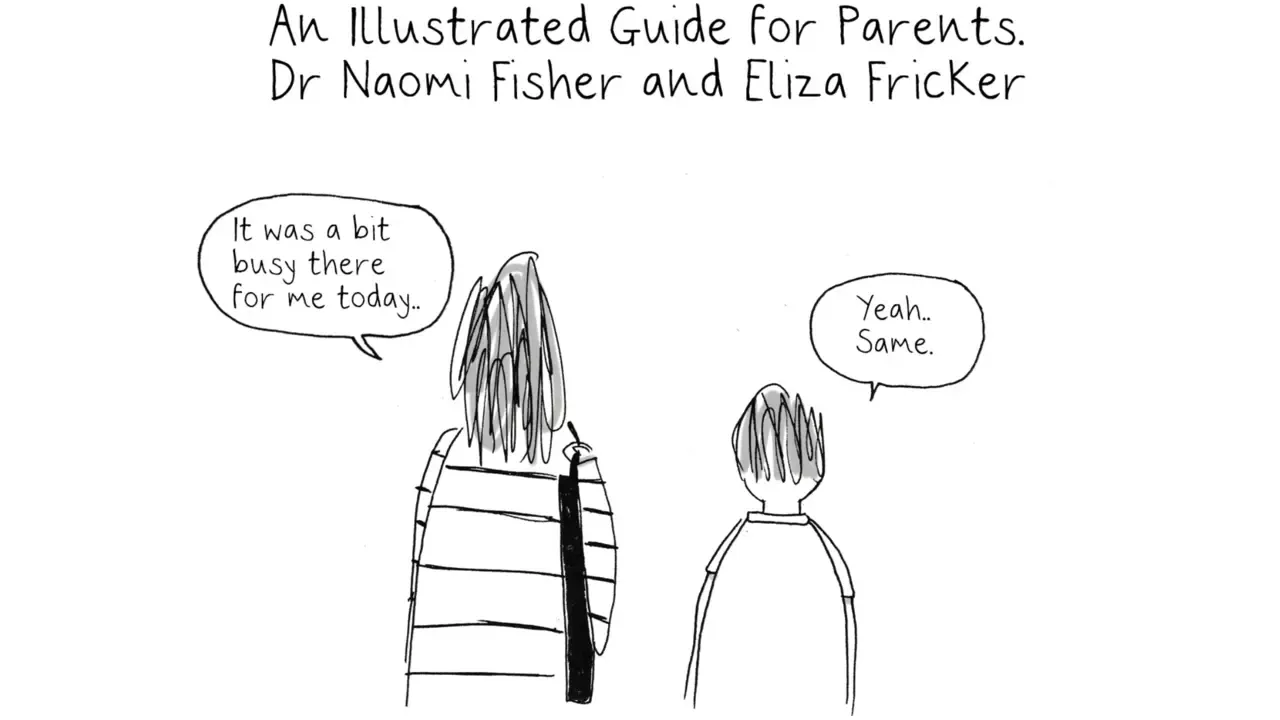 An Illustrated Guide for Parents.
Dr Naomi Fisher and Eliza Fricker
It was a bit
busy there
for me today..
Yeah..
Same.